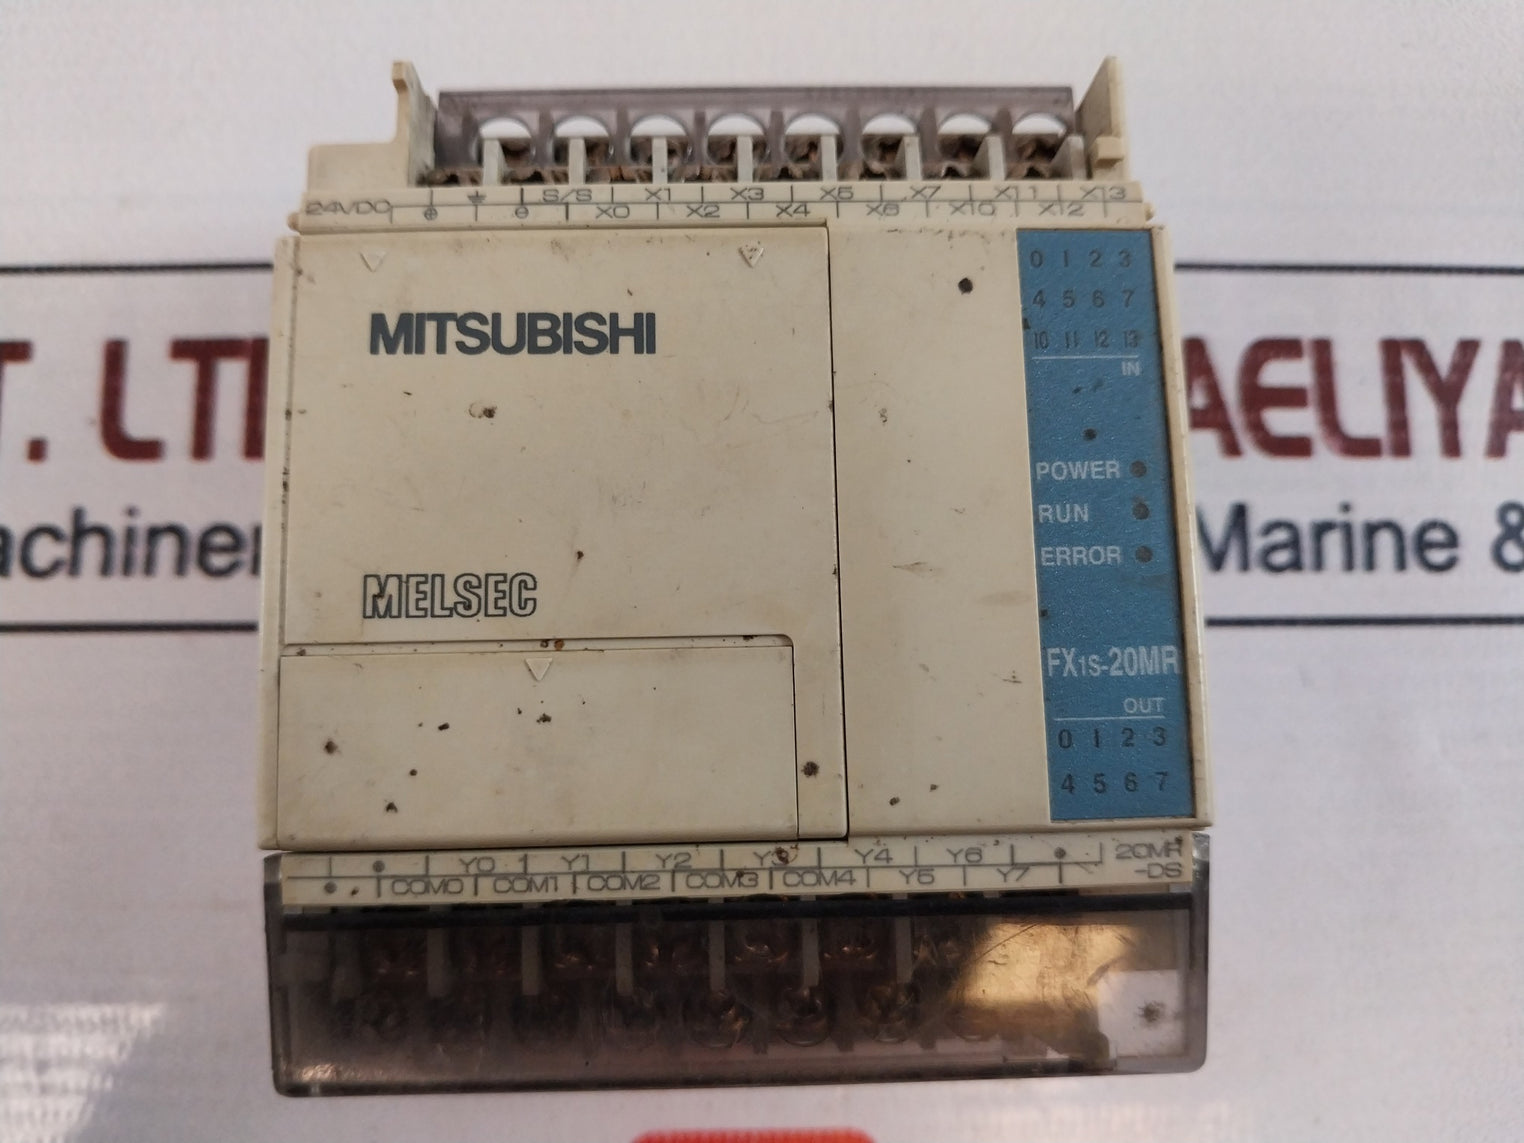 S/S X1 X3 X5 X7 X11 X13
24VDC X0 X2 X4 X6 X10 X12
MITSUBISHI
MELSEC
0 1 2 3
4 5 6 7
10 11 12 13
IN
POWER
RUN
ERROR
FX1S-20MR
OUT
0 1 2 3
4 5 6 7
Y0 Y1 Y2 Y3 Y4 Y6 20MR
COM0 COM1 COM2 COM3 COM4 Y5 Y7 -DS
T. LT
AELIYA
Marine &